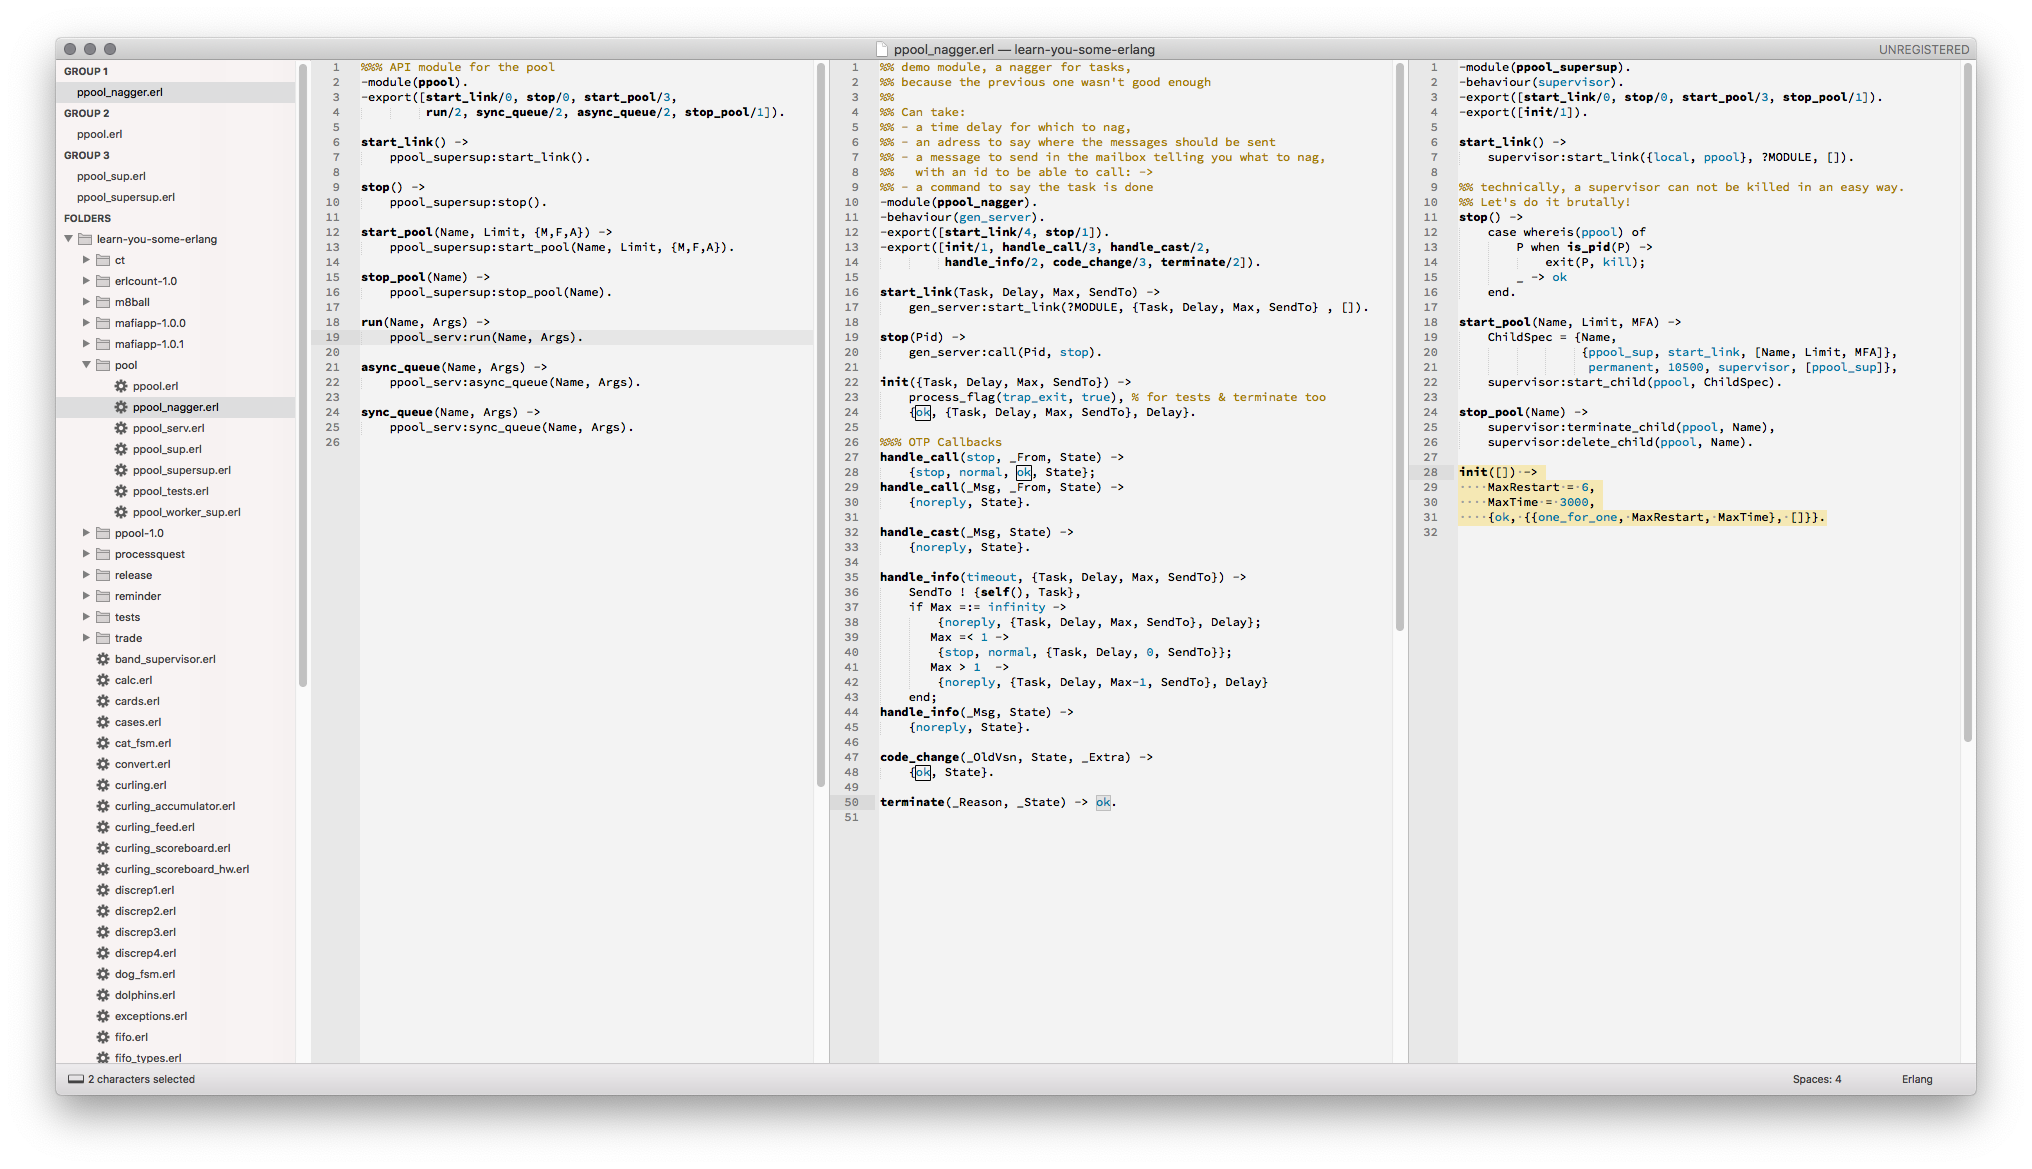 ppool_nagger.erl — learn-you-some-erlang
UNREGISTERED
GROUP 1
ppool_nagger.erl
GROUP 2
ppool.erl
GROUP 3
ppool_sup.erl
ppool_supersup.erl
FOLDERS
learn-you-some-erlang
ct
erlcount-1.0
m8ball
mafiapp-1.0.0
mafiapp-1.0.1
pool
ppool.erl
ppool_nagger.erl
ppool_serv.erl
ppool_sup.erl
ppool_supersup.erl
ppool_tests.erl
ppool_worker_sup.erl
ppool-1.0
processquest
release
reminder
tests
trade
band_supervisor.erl
calc.erl
cards.erl
cases.erl
cat_fsm.erl
convert.erl
curling.erl
curling_accumulator.erl
curling_feed.erl
curling_scoreboard.erl
curling_scoreboard_hw.erl
discrep1.erl
discrep2.erl
discrep3.erl
discrep4.erl
dog_fsm.erl
dolphins.erl
exceptions.erl
fifo.erl
fifo_types.erl
1 %%% API module for the pool
2 -module(ppool).
3 -export([start_link/0, stop/0, start_pool/3,
4          run/2, sync_queue/2, async_queue/2, stop_pool/1]).
5
6 start_link() ->
7     ppool_supersup:start_link().
8
9 stop() ->
10     ppool_supersup:stop().
11
12 start_pool(Name, Limit, {M,F,A}) ->
13     ppool_supersup:start_pool(Name, Limit, {M,F,A}).
14
15 stop_pool(Name) ->
16     ppool_supersup:stop_pool(Name).
17
18 run(Name, Args) ->
19     ppool_serv:run(Name, Args).
20
21 async_queue(Name, Args) ->
22     ppool_serv:async_queue(Name, Args).
23
24 sync_queue(Name, Args) ->
25     ppool_serv:sync_queue(Name, Args).
26
1 %% demo module, a nagger for tasks,
2 %% because the previous one wasn't good enough
3 %%
4 %% Can take:
5 %% - a time delay for which to nag,
6 %% - an adress to say where the messages should be sent
7 %% - a message to send in the mailbox telling you what to nag,
8 %%   with an id to be able to call: ->
9 %% - a command to say the task is done
10 -module(ppool_nagger).
11 -behaviour(gen_server).
12 -export([start_link/4, stop/1]).
13 -export([init/1, handle_call/3, handle_cast/2,
14          handle_info/2, code_change/3, terminate/2]).
15
16 start_link(Task, Delay, Max, SendTo) ->
17     gen_server:start_link(?MODULE, {Task, Delay, Max, SendTo} , []).
18
19 stop(Pid) ->
20     gen_server:call(Pid, stop).
21
22 init({Task, Delay, Max, SendTo}) ->
23     process_flag(trap_exit, true), % for tests & terminate too
24     {ok, {Task, Delay, Max, SendTo}, Delay}.
25
26 %%% OTP Callbacks
27 handle_call(stop, _From, State) ->
28     {stop, normal, ok, State};
29 handle_call(_Msg, _From, State) ->
30     {noreply, State}.
31
32 handle_cast(_Msg, State) ->
33     {noreply, State}.
34
35 handle_info(timeout, {Task, Delay, Max, SendTo}) ->
36     SendTo ! {self(), Task},
37     if Max =:= infinity ->
38         {noreply, {Task, Delay, Max, SendTo}, Delay};
39        Max =< 1 ->
40         {stop, normal, {Task, Delay, 0, SendTo}};
41        Max > 1  ->
42         {noreply, {Task, Delay, Max-1, SendTo}, Delay}
43     end;
44 handle_info(_Msg, State) ->
45     {noreply, State}.
46
47 code_change(_OldVsn, State, _Extra) ->
48     {ok, State}.
49
50 terminate(_Reason, _State) -> ok.
51
1 -module(ppool_supersup).
2 -behaviour(supervisor).
3 -export([start_link/0, stop/0, start_pool/3, stop_pool/1]).
4 -export([init/1]).
5
6 start_link() ->
7     supervisor:start_link({local, ppool}, ?MODULE, []).
8
9 %% technically, a supervisor can not be killed in an easy way.
10 %% Let's do it brutally!
11 stop() ->
12     case whereis(ppool) of
13         P when is_pid(P) ->
14             exit(P, kill);
15         _ -> ok
16     end.
17
18 start_pool(Name, Limit, MFA) ->
19     ChildSpec = {Name,
20                  {ppool_sup, start_link, [Name, Limit, MFA]},
21                   permanent, 10500, supervisor, [ppool_sup]},
22     supervisor:start_child(ppool, ChildSpec).
23
24 stop_pool(Name) ->
25     supervisor:terminate_child(ppool, Name),
26     supervisor:delete_child(ppool, Name).
27
28 init([]) ->
29     MaxRestart = 6,
30     MaxTime = 3000,
31     {ok, {{one_for_one, MaxRestart, MaxTime}, []}}.
32
2 characters selected
Spaces: 4
Erlang